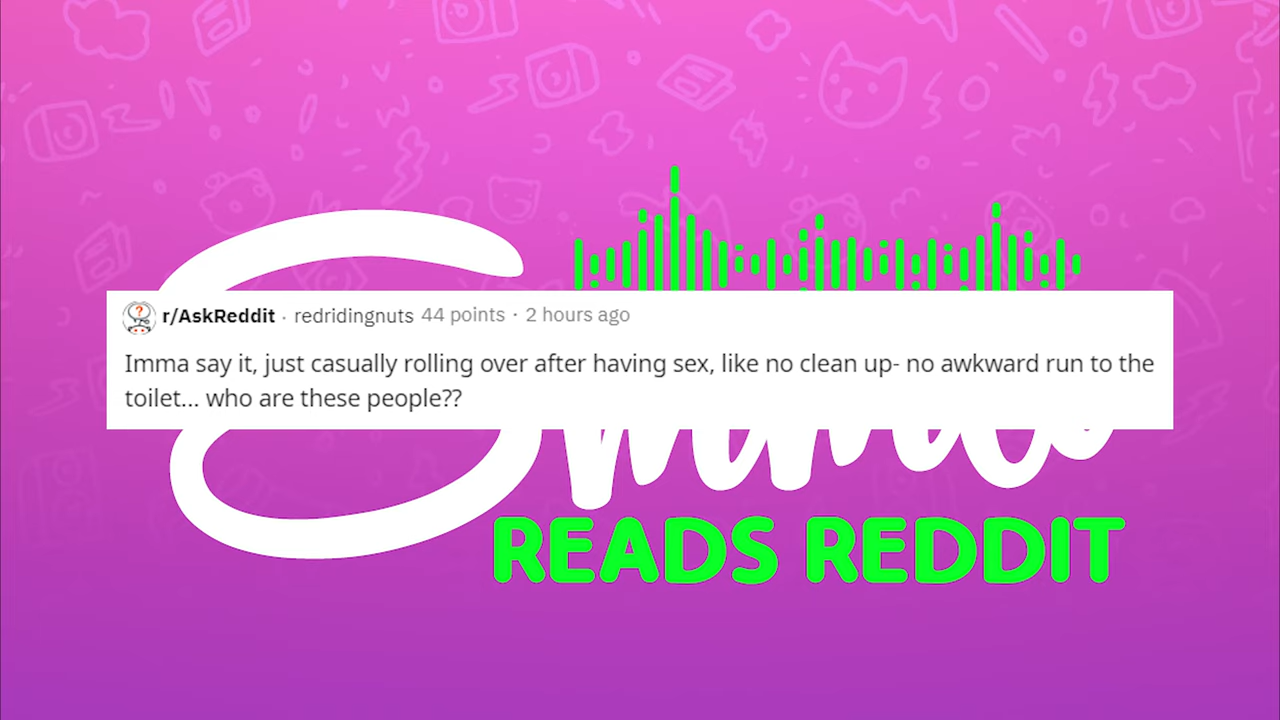 r/AskReddit · redridingnuts 44 points · 2 hours ago
Imma say it, just casually rolling over after having sex, like no clean up- no awkward run to the
toilet... who are these people??
READS REDDIT